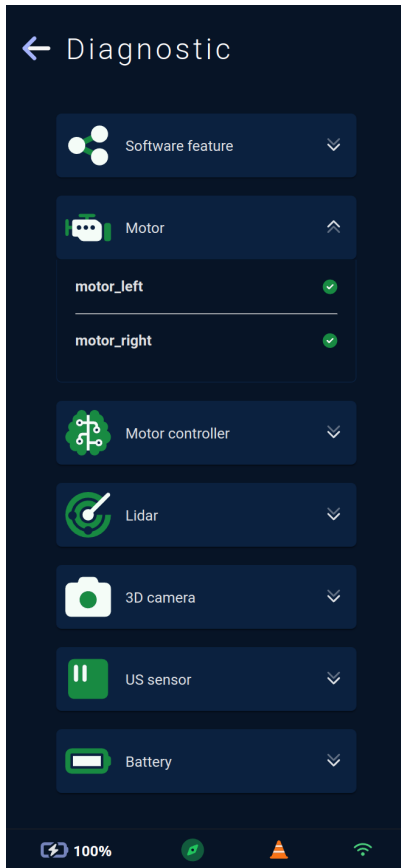 Diagnostic
Software feature
Motor
motor_left
motor_right
Motor controller
Lidar
3D camera
US sensor
Battery
100%